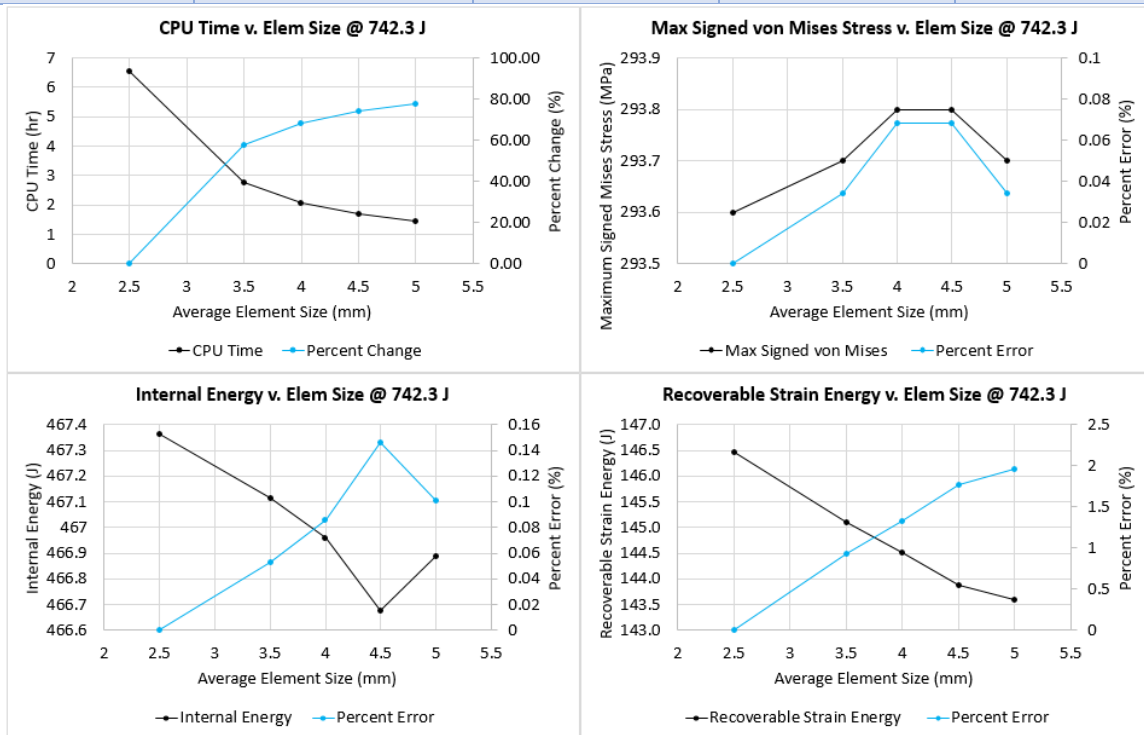 CPU Time v. Elem Size @ 742.3 J
7
6
5
4
3
2
1
0
CPU Time (hr)
100.00
80.00
60.00
40.00
20.00
0.00
Percent Change (%)
2 2.5 3 3.5 4 4.5 5 5.5
Average Element Size (mm)
CPU Time Percent Change
Max Signed von Mises Stress v. Elem Size @ 742.3 J
293.9
293.8
293.7
293.6
293.5
Maximum Signed Mises Stress (MPa)
0.1
0.08
0.06
0.04
0.02
0
Percent Error (%)
2 2.5 3 3.5 4 4.5 5 5.5
Average Element Size (mm)
Max Signed von Mises Percent Error
Internal Energy v. Elem Size @ 742.3 J
467.4
467.3
467.2
467.1
467
466.9
466.8
466.7
466.6
Internal Energy (J)
0.16
0.14
0.12
0.1
0.08
0.06
0.04
0.02
0
Percent Error (%)
2 2.5 3 3.5 4 4.5 5 5.5
Average Element Size (mm)
Internal Energy Percent Error
Recoverable Strain Energy v. Elem Size @ 742.3 J
147.0
146.5
146.0
145.5
145.0
144.5
144.0
143.5
143.0
Recoverable Strain Energy (J)
2.5
2
1.5
1
0.5
0
Percent Error (%)
2 2.5 3 3.5 4 4.5 5 5.5
Average Element Size (mm)
Recoverable Strain Energy Percent Error